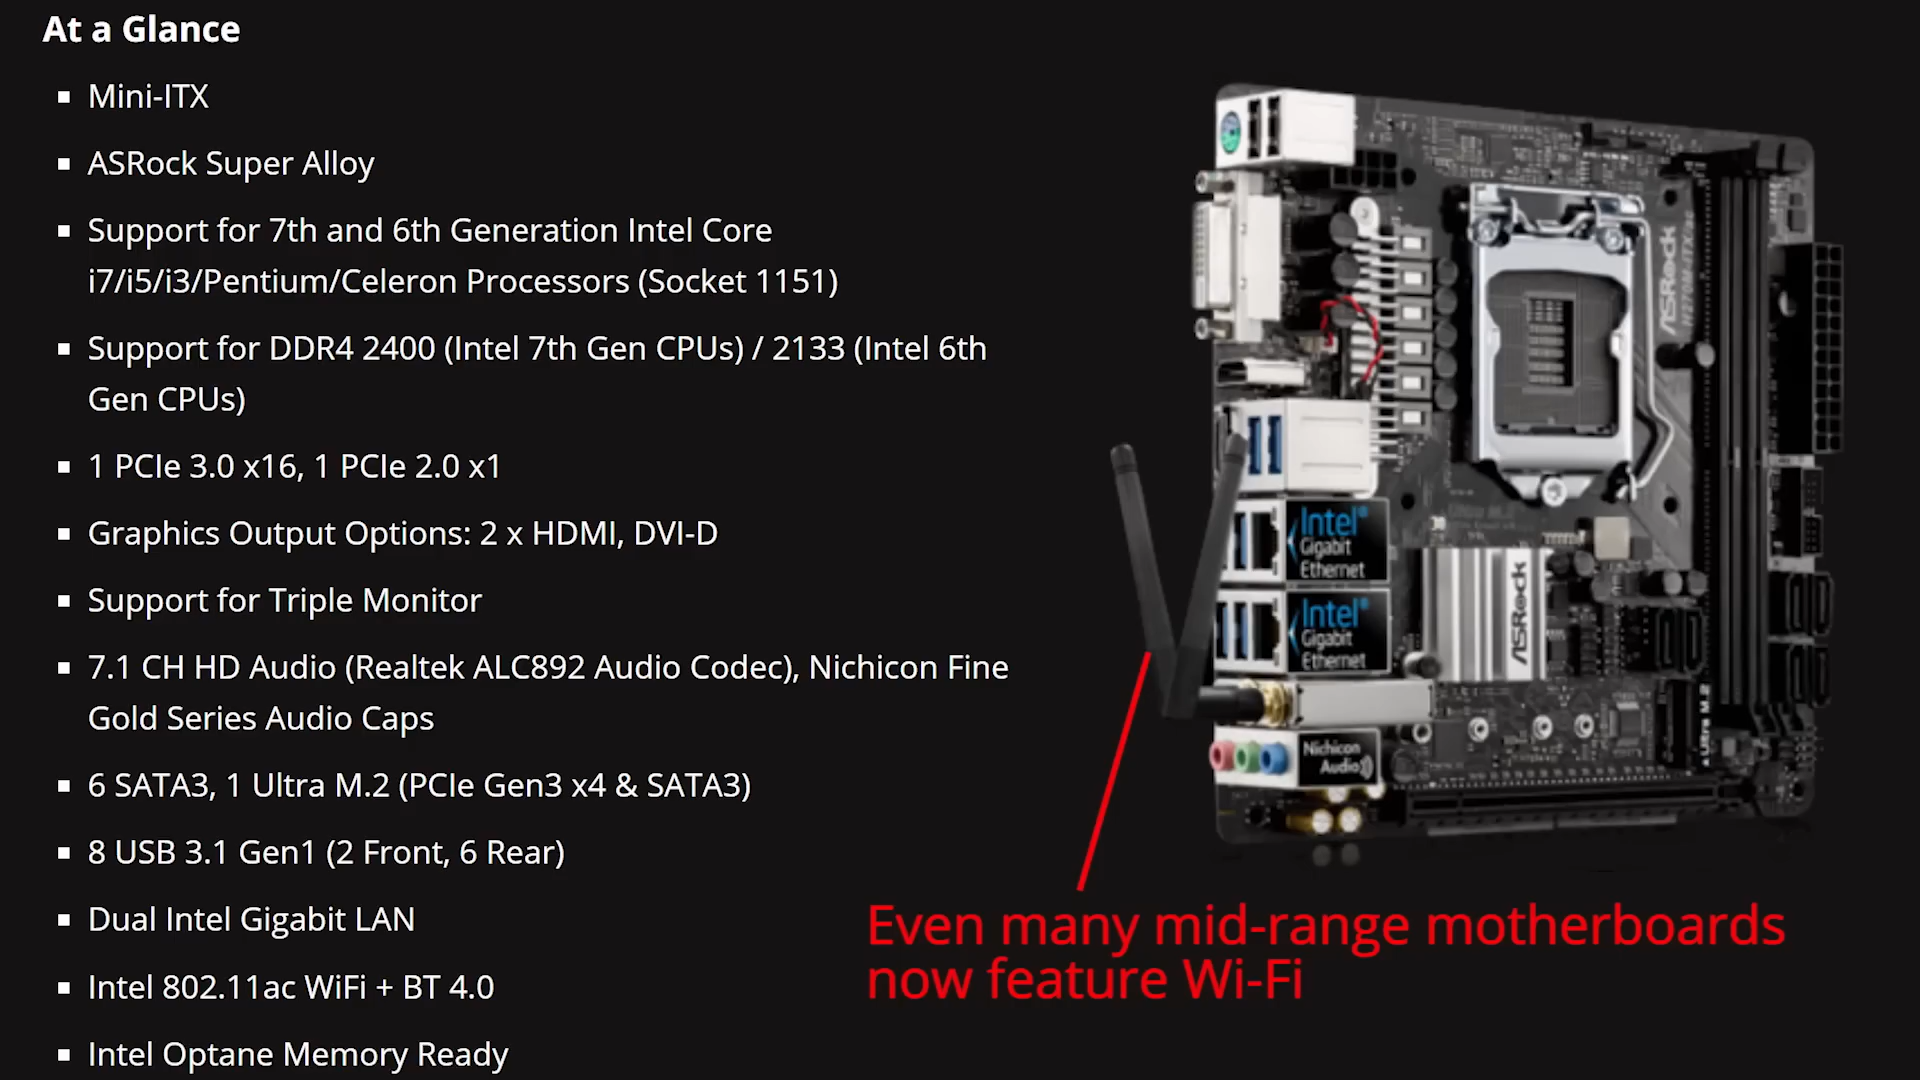 At a Glance
Mini-ITX
ASRock Super Alloy
Support for 7th and 6th Generation Intel Core
i7/i5/i3/Pentium/Celeron Processors (Socket 1151)
Support for DDR4 2400 (Intel 7th Gen CPUs) / 2133 (Intel 6th
Gen CPUs)
1 PCIe 3.0 x16, 1 PCIe 2.0 x1
Graphics Output Options: 2 x HDMI, DVI-D
Support for Triple Monitor
7.1 CH HD Audio (Realtek ALC892 Audio Codec), Nichicon Fine
Gold Series Audio Caps
6 SATA3, 1 Ultra M.2 (PCIe Gen3 x4 & SATA3)
8 USB 3.1 Gen1 (2 Front, 6 Rear)
Dual Intel Gigabit LAN
Intel 802.11ac WiFi + BT 4.0
Intel Optane Memory Ready
ASRock
H270M-ITX/ac
Intel®
Gigabit
Ethernet
Intel®
Gigabit
Ethernet
ASRock
Ultra M.2
Nichicon
Audio
Even many mid-range motherboards
now feature Wi-Fi